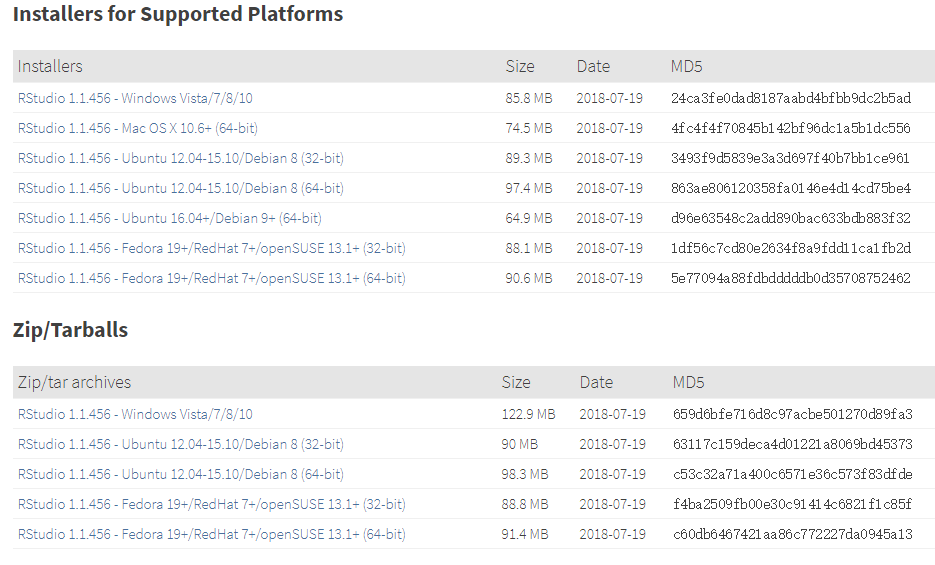 Installers for Supported Platforms
Installers Size Date MD5
RStudio 1.1.456 - Windows Vista/7/8/10 85.8 MB 2018-07-19 24ca3fe0dad8187aabd4bfbb9dc2b5ad
RStudio 1.1.456 - Mac OS X 10.6+ (64-bit) 74.5 MB 2018-07-19 4fc4f4f70845b142bf96dc1a5b1dc556
RStudio 1.1.456 - Ubuntu 12.04-15.10/Debian 8 (32-bit) 89.3 MB 2018-07-19 3493f9d5839e3a3d697f40b7bb1ce961
RStudio 1.1.456 - Ubuntu 12.04-15.10/Debian 8 (64-bit) 97.4 MB 2018-07-19 863ae806120358fa0146e4d14cd75be4
RStudio 1.1.456 - Ubuntu 16.04+/Debian 9+ (64-bit) 64.9 MB 2018-07-19 d96e63548c2add890bac633bdb883f32
RStudio 1.1.456 - Fedora 19+/RedHat 7+/openSUSE 13.1+ (32-bit) 88.1 MB 2018-07-19 1df56c7cd80e2634f8a9fdd11ca1fb2d
RStudio 1.1.456 - Fedora 19+/RedHat 7+/openSUSE 13.1+ (64-bit) 90.6 MB 2018-07-19 5e77094a88fdbdddddb0d35708752462
Zip/Tarballs
Zip/tar archives Size Date MD5
RStudio 1.1.456 - Windows Vista/7/8/10 122.9 MB 2018-07-19 659d6bfe716d8c97acbe501270d89fa3
RStudio 1.1.456 - Ubuntu 12.04-15.10/Debian 8 (32-bit) 90 MB 2018-07-19 63117c159deca4d01221a8069bd45373
RStudio 1.1.456 - Ubuntu 12.04-15.10/Debian 8 (64-bit) 98.3 MB 2018-07-19 c53c32a71a400c6571e36c573f83dfde
RStudio 1.1.456 - Fedora 19+/RedHat 7+/openSUSE 13.1+ (32-bit) 88.8 MB 2018-07-19 f4ba2509fb00e30c91414c6821f1c85f
RStudio 1.1.456 - Fedora 19+/RedHat 7+/openSUSE 13.1+ (64-bit) 91.4 MB 2018-07-19 c60db6467421aa86c772227da0945a13